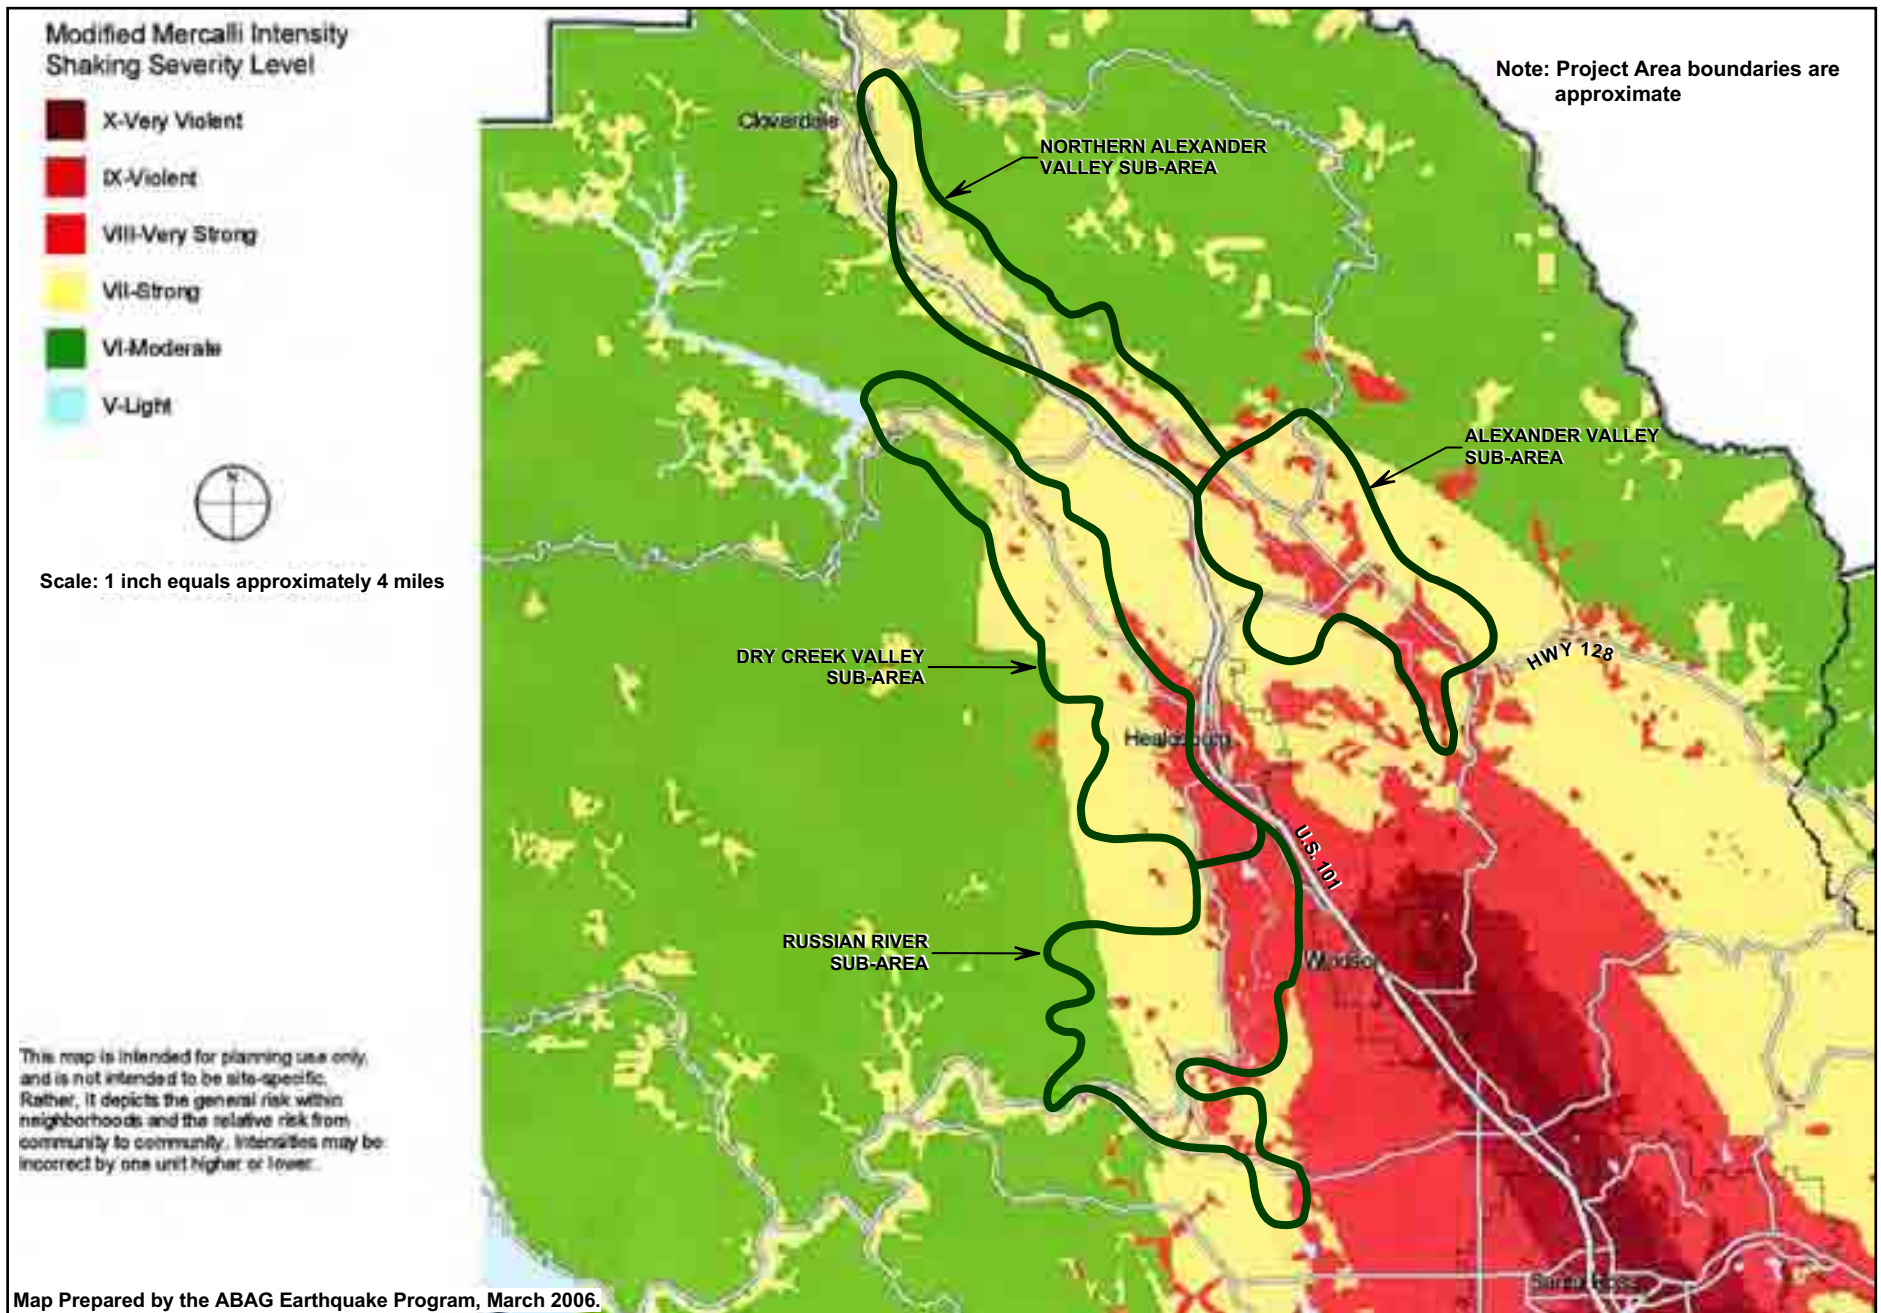 Modified Mercalli Intensity
Shaking Severity Level
X-Very Violent
IX-Violent
VIII-Very Strong
VII-Strong
VI-Moderate
V-Light
N
Scale: 1 inch equals approximately 4 miles
Note: Project Area boundaries are
approximate
Cloverdale
NORTHERN ALEXANDER
VALLEY SUB-AREA
ALEXANDER VALLEY
SUB-AREA
HWY 128
DRY CREEK VALLEY
SUB-AREA
Healdsburg
U.S. 101
RUSSIAN RIVER
SUB-AREA
Windsor
Santa Rosa
This map is intended for planning use only,
and is not intended to be site-specific.
Rather, it depicts the general risk within
neighborhoods and the relative risk from
community to community. Intensities may be
incorrect by one unit higher or lower.
Map Prepared by the ABAG Earthquake Program, March 2006.